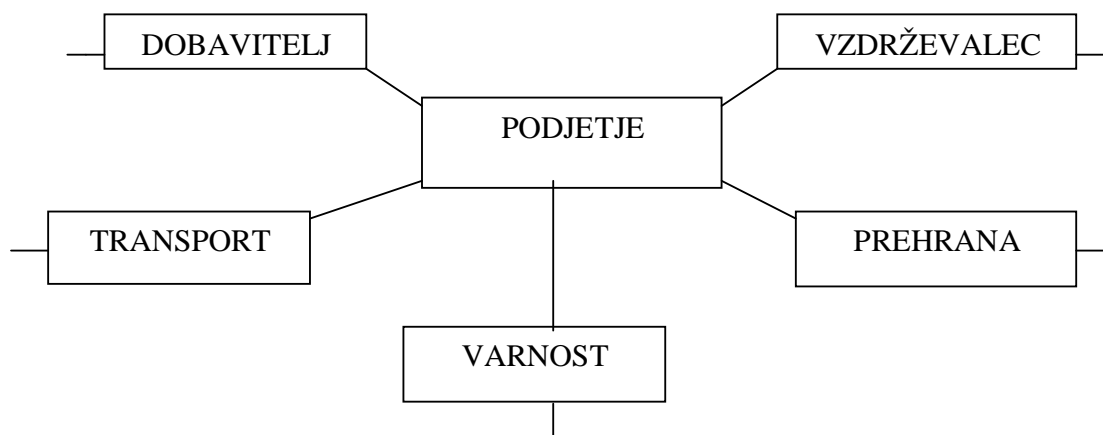 DOBAVITELJ
VZDRŽEVALEC
PODJETJE
TRANSPORT
PREHRANA
VARNOST